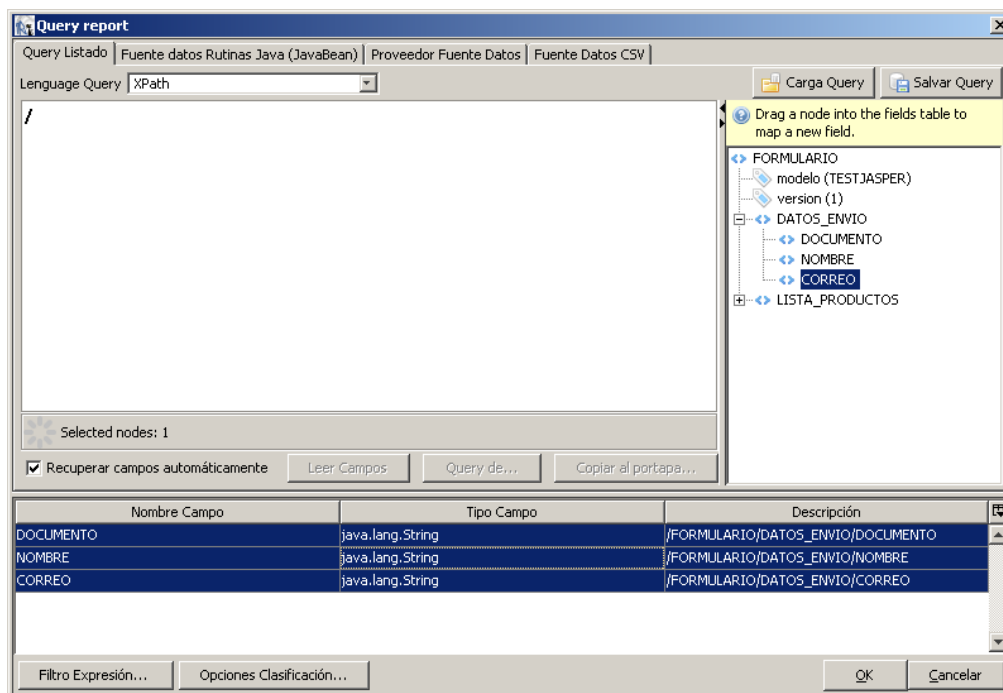 Query report
Query Listado Fuente datos Rutinas Java (JavaBean) Proveedor Fuente Datos Fuente Datos CSV
Lenguage Query XPath Carga Query Salvar Query
/
Drag a node into the fields table to
map a new field.
FORMULARIO
modelo (TESTJASPER)
version (1)
DATOS_ENVIO
DOCUMENTO
NOMBRE
CORREO
LISTA_PRODUCTOS
Selected nodes: 1
Recuperar campos automáticamente Leer Campos Query de... Copiar al portapa...
Nombre Campo Tipo Campo Descripción
DOCUMENTO java.lang.String /FORMULARIO/DATOS_ENVIO/DOCUMENTO
NOMBRE java.lang.String /FORMULARIO/DATOS_ENVIO/NOMBRE
CORREO java.lang.String /FORMULARIO/DATOS_ENVIO/CORREO
Filtro Expresión... Opciones Clasificación... OK Cancelar